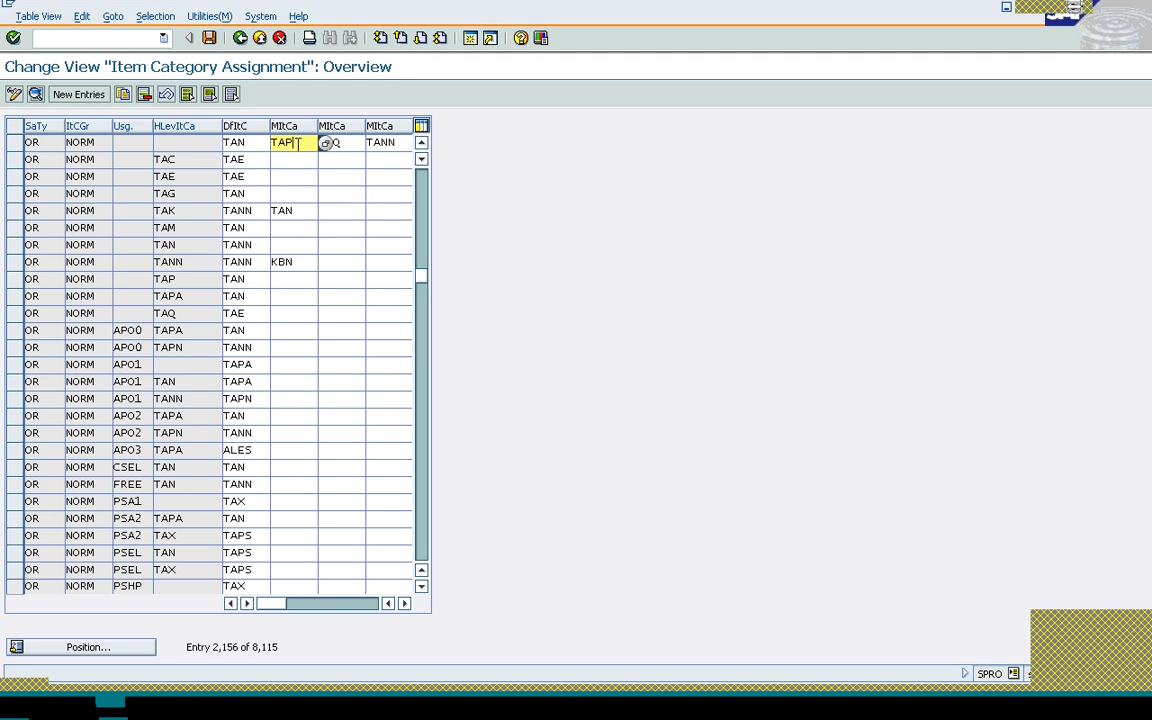 Table View Edit Goto Selection Utilities(M) System Help
Change View "Item Category Assignment": Overview
New Entries
SaTy ItCGr Usg. HLevItCa DfItC MItCa MItCa MItCa
OR NORM TAN TAP Q TANN
OR NORM TAC TAE
OR NORM TAE TAE
OR NORM TAG TAN
OR NORM TAK TANN TAN
OR NORM TAM TAN
OR NORM TAN TANN
OR NORM TANN TANN KBN
OR NORM TAP TAN
OR NORM TAPA TAN
OR NORM TAQ TAE
OR NORM APO0 TAPA TAN
OR NORM APO0 TAPN TANN
OR NORM APO1 TAPA
OR NORM APO1 TAN TAPA
OR NORM APO1 TANN TAPN
OR NORM APO2 TAPA TAN
OR NORM APO2 TAPN TANN
OR NORM APO3 TAPA ALES
OR NORM CSEL TAN TAN
OR NORM FREE TAN TANN
OR NORM PSA1 TAX
OR NORM PSA2 TAPA TAN
OR NORM PSA2 TAX TAPS
OR NORM PSEL TAN TAPS
OR NORM PSEL TAX TAPS
OR NORM PSHP TAX
Position... Entry 2,156 of 8,115
SPRO